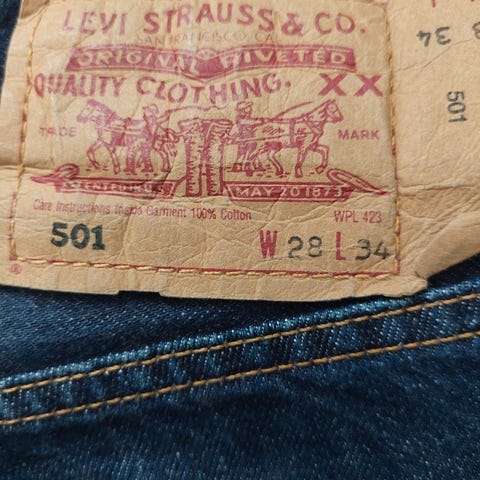 LEVI STRAUSS & CO.
SAN FRANCISCO, CA.
ORIGINAL RIVETED
QUALITY CLOTHING. XX
TRADE MARK
MAY 20 1873
Care Instructions Inside Garment 100% Cotton WPL 423
501 W 28 L 34
®
34
501